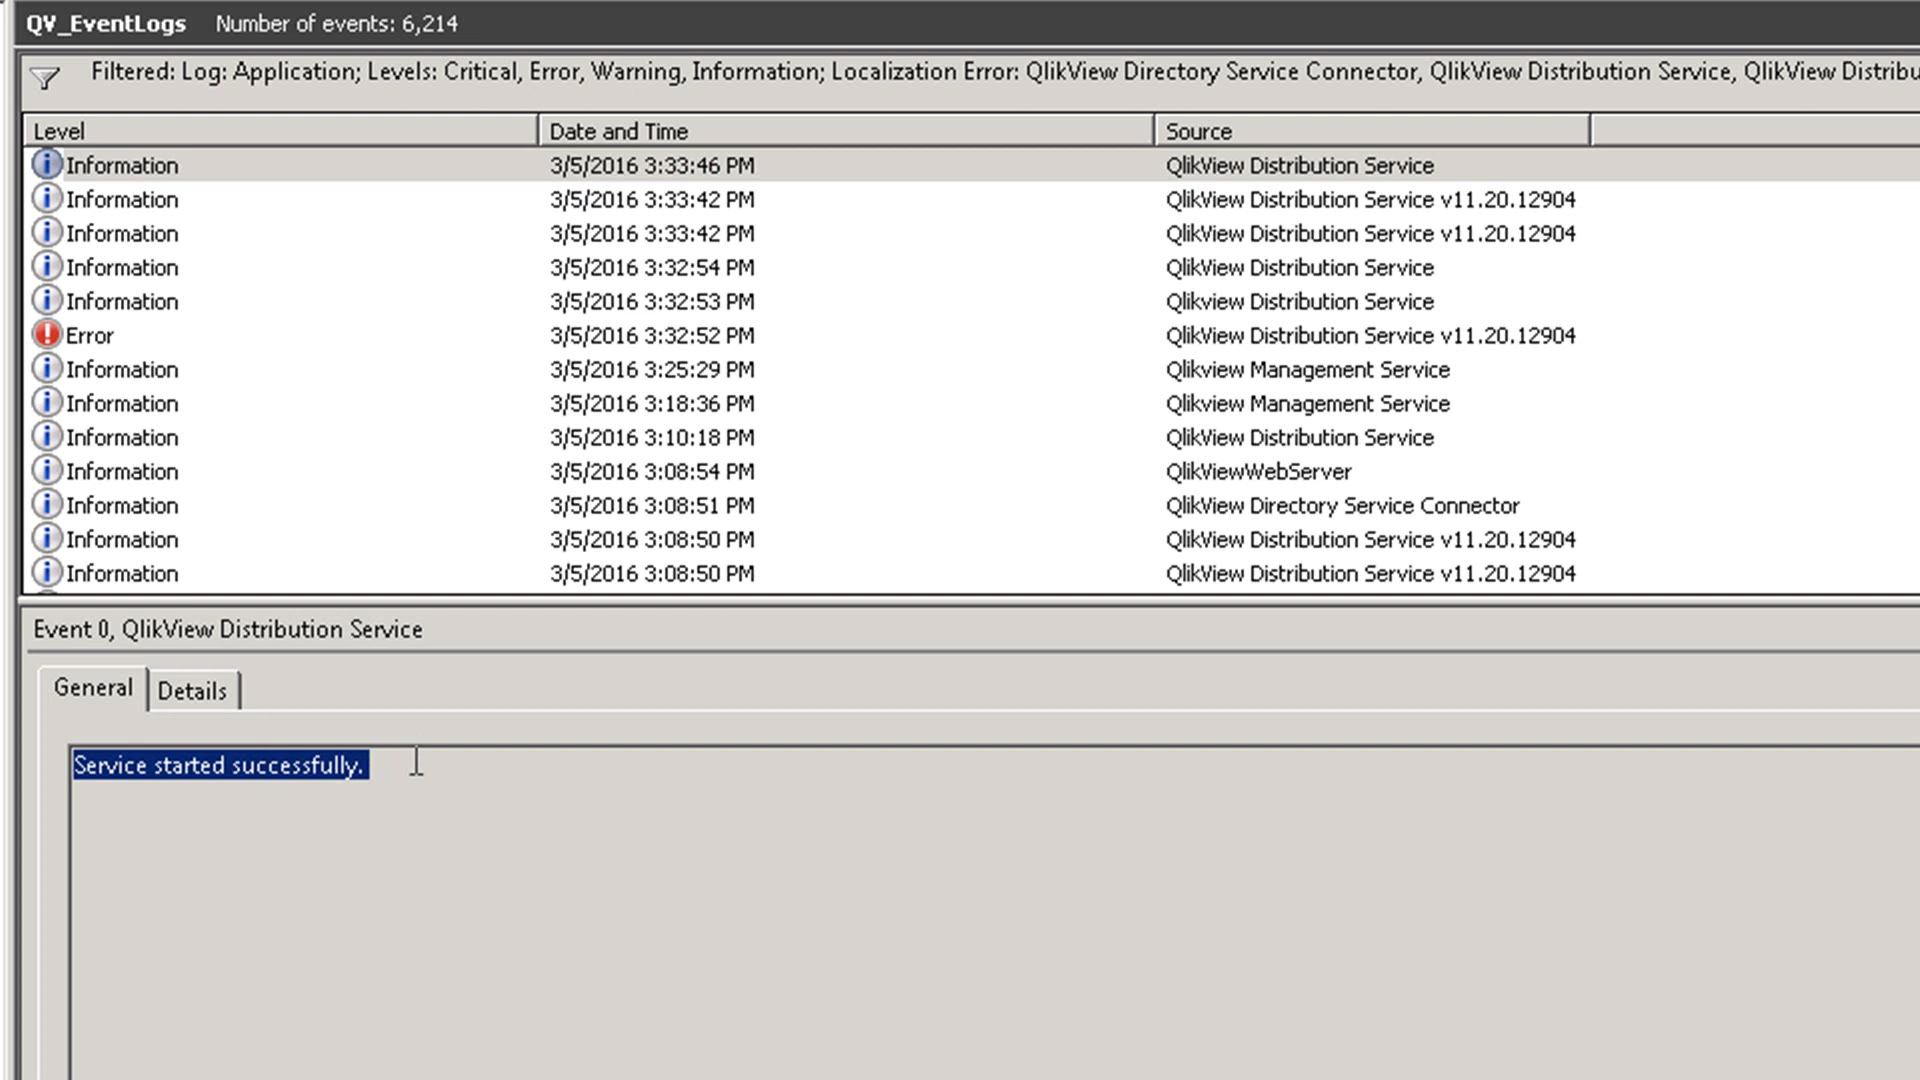 QV_EventLogs Number of events: 6,214
Filtered: Log: Application; Levels: Critical, Error, Warning, Information; Localization Error: QlikView Directory Service Connector, QlikView Distribution Service, QlikView Distribu
Level Date and Time Source
Information 3/5/2016 3:33:46 PM QlikView Distribution Service
Information 3/5/2016 3:33:42 PM QlikView Distribution Service v11.20.12904
Information 3/5/2016 3:33:42 PM QlikView Distribution Service v11.20.12904
Information 3/5/2016 3:32:54 PM QlikView Distribution Service
Information 3/5/2016 3:32:53 PM Qlikview Distribution Service
Error 3/5/2016 3:32:52 PM QlikView Distribution Service v11.20.12904
Information 3/5/2016 3:25:29 PM Qlikview Management Service
Information 3/5/2016 3:18:36 PM Qlikview Management Service
Information 3/5/2016 3:10:18 PM QlikView Distribution Service
Information 3/5/2016 3:08:54 PM QlikViewWebServer
Information 3/5/2016 3:08:51 PM QlikView Directory Service Connector
Information 3/5/2016 3:08:50 PM QlikView Distribution Service v11.20.12904
Information 3/5/2016 3:08:50 PM QlikView Distribution Service v11.20.12904
Event 0, QlikView Distribution Service
General Details
Service started successfully.